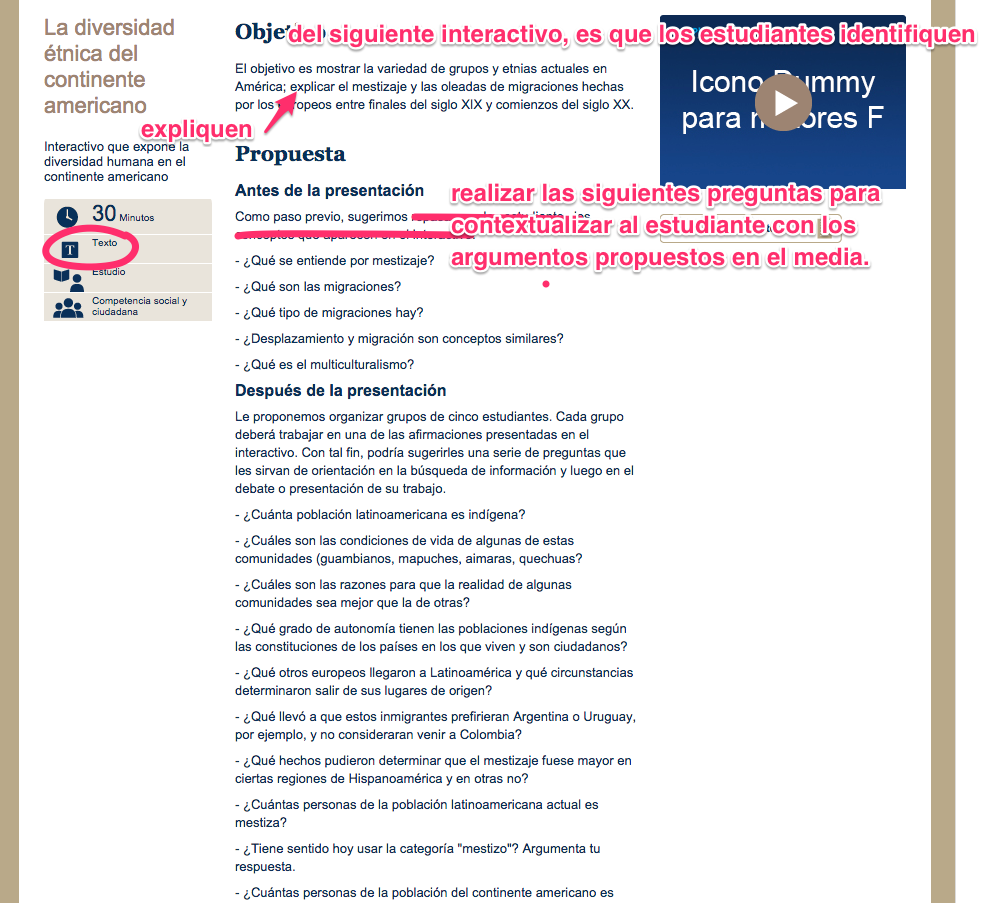 La diversidad
étnica del
continente
americano
Interactivo que expone la
diversidad humana en el
continente americano
30 Minutos
Texto
Estudio
Competencia social y
ciudadana
Objetivo
del siguiente interactivo, es que los estudiantes identifiquen
El objetivo es mostrar la variedad de grupos y etnias actuales en
América; explicar el mestizaje y las oleadas de migraciones hechas
por los europeos entre finales del siglo XIX y comienzos del siglo XX.
expliquen
Propuesta
Antes de la presentación
Como paso previo, sugerimos
realizar las siguientes preguntas para
contextualizar al estudiante con los
argumentos propuestos en el media.
conceptos que aparecen en el
- ¿Qué se entiende por mestizaje?
- ¿Qué son las migraciones?
- ¿Qué tipo de migraciones hay?
- ¿Desplazamiento y migración son conceptos similares?
- ¿Qué es el multiculturalismo?
Después de la presentación
Le proponemos organizar grupos de cinco estudiantes. Cada grupo
deberá trabajar en una de las afirmaciones presentadas en el
interactivo. Con tal fin, podría sugerirles una serie de preguntas que
les sirvan de orientación en la búsqueda de información y luego en el
debate o presentación de su trabajo.
- ¿Cuánta población latinoamericana es indígena?
- ¿Cuáles son las condiciones de vida de algunas de estas
comunidades (guambianos, mapuches, aimaras, quechuas?
- ¿Cuáles son las razones para que la realidad de algunas
comunidades sea mejor que la de otras?
- ¿Qué grado de autonomía tienen las poblaciones indígenas según
las constituciones de los países en los que viven y son ciudadanos?
- ¿Qué otros europeos llegaron a Latinoamérica y qué circunstancias
determinaron salir de sus lugares de origen?
- ¿Qué llevó a que estos inmigrantes prefirieran Argentina o Uruguay,
por ejemplo, y no consideraran venir a Colombia?
- ¿Qué hechos pudieron determinar que el mestizaje fuese mayor en
ciertas regiones de Hispanoamérica y en otras no?
- ¿Cuántas personas de la población latinoamericana actual es
mestiza?
- ¿Tiene sentido hoy usar la categoría "mestizo"? Argumenta tu
respuesta.
- ¿Cuántas personas de la población del continente americano es
Icono Dummy
para F